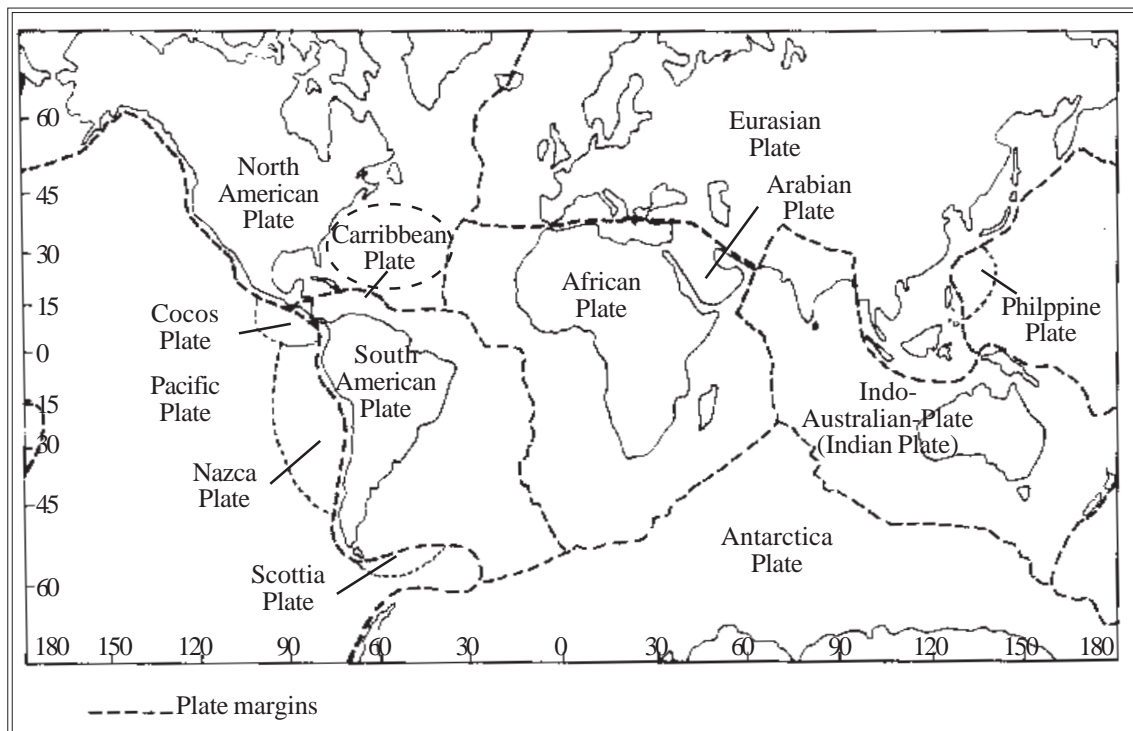 60
45
30
15
0
15
30
45
60
North
American
Plate
Carribbean
Plate
Eurasian
Plate
Arabian
Plate
African
Plate
Philppine
Plate
Cocos
Plate
Pacific
Plate
South
American
Plate
Nazca
Plate
Indo-
Australian-Plate
(Indian Plate)
Antarctica
Plate
Scottia
Plate
180 150 120 90 60 30 0 30 60 90 120 150 180
Plate margins